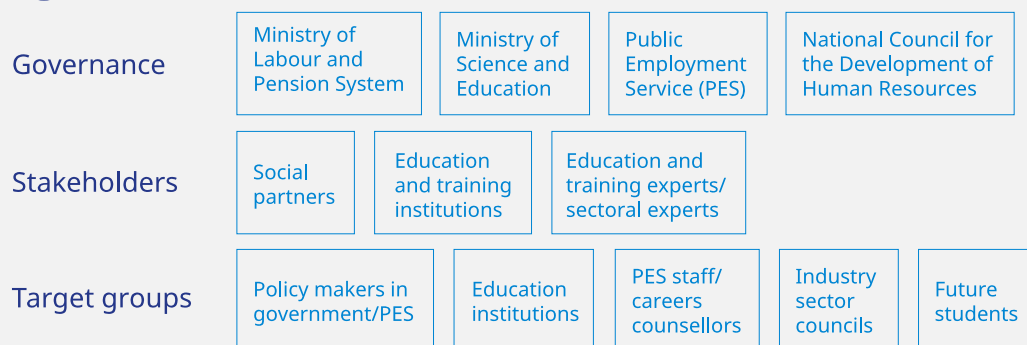 Governance
Ministry of
Labour and
Pension System
Ministry of
Science and
Education
Public
Employment
Service (PES)
National Council for
the Development of
Human Resources
Stakeholders
Social
partners
Education
and training
institutions
Education and
training experts/
sectoral experts
Target groups
Policy makers in
government/PES
Education
institutions
PES staff/
careers
counsellors
Industry
sector
councils
Future
students